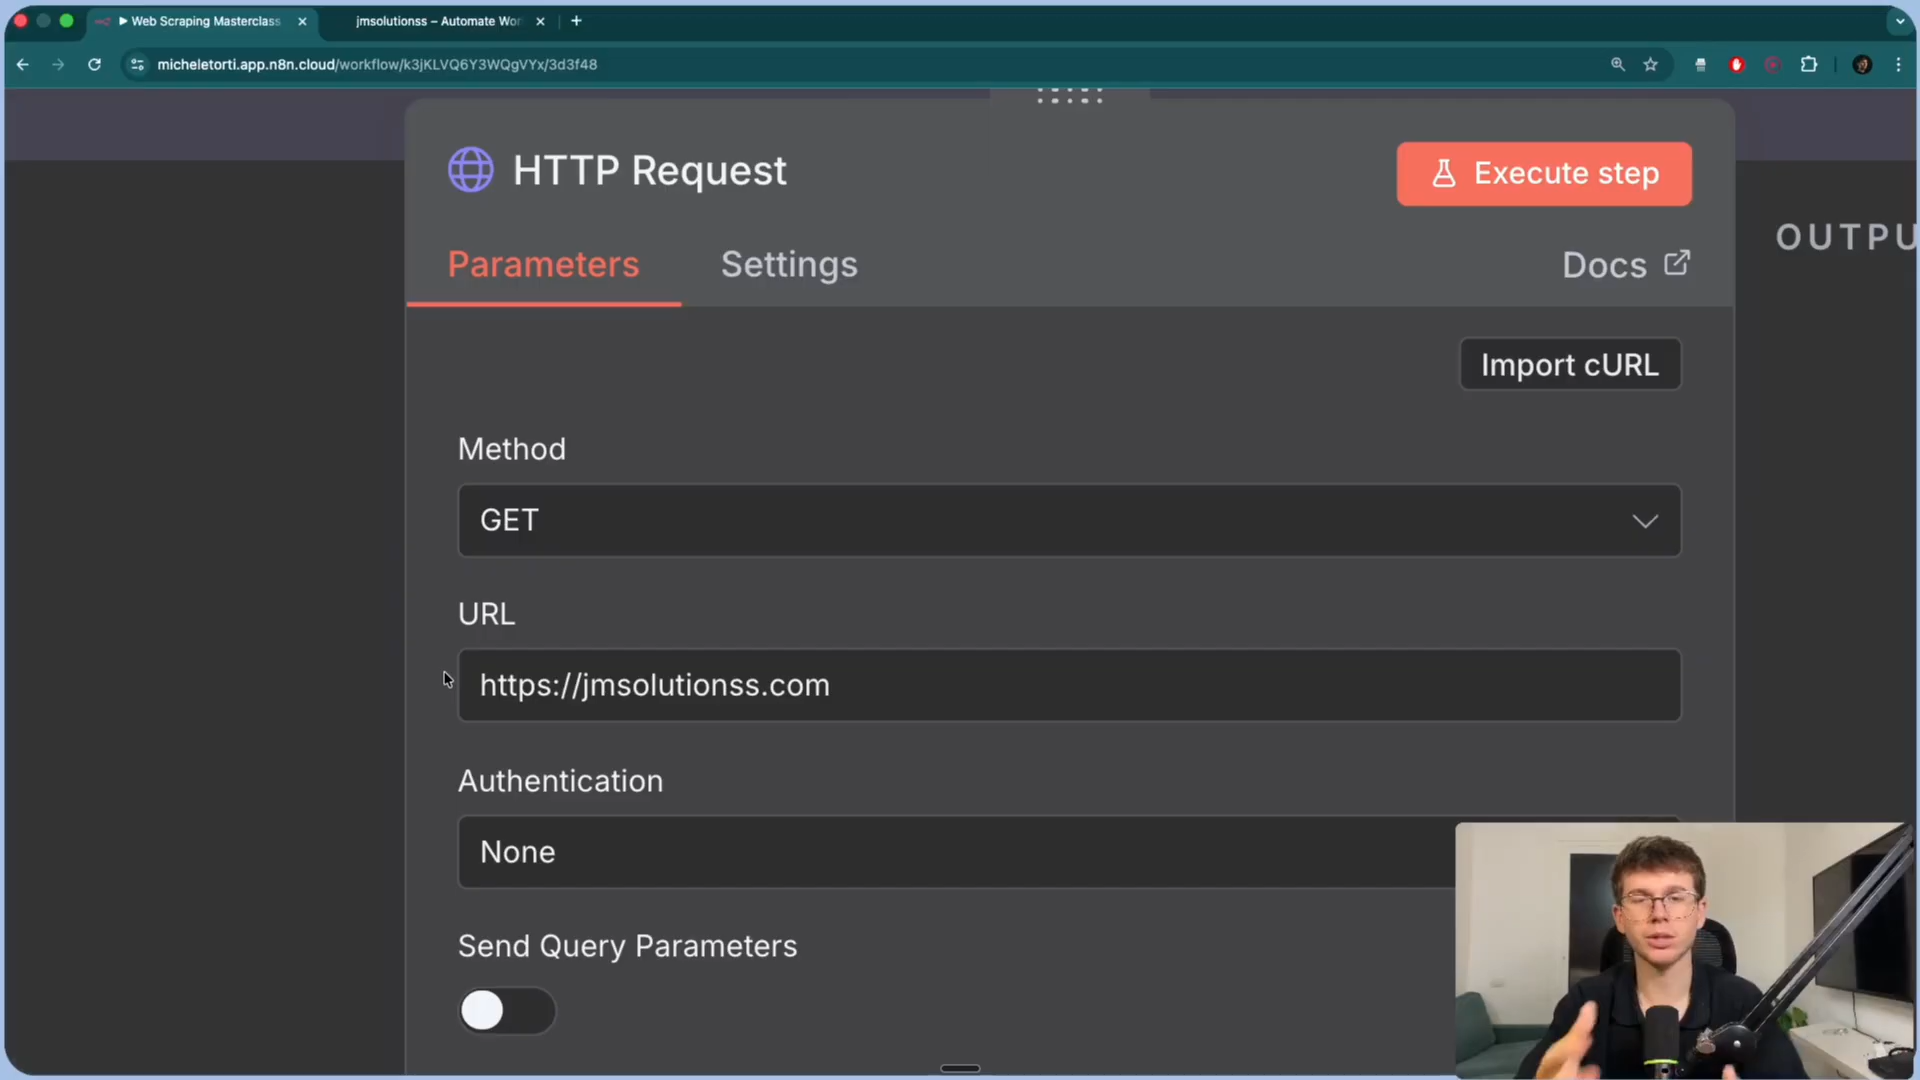 Web Scraping Masterclass
jmsolutionss – Automate Wor
micheletorti.app.n8n.cloud/workflow/k3jKLVQ6Y3WQgVYx/3d3f48
HTTP Request
Execute step
OUTPU
Parameters
Settings
Docs
Import cURL
Method
GET
URL
https://jmsolutionss.com
Authentication
None
Send Query Parameters